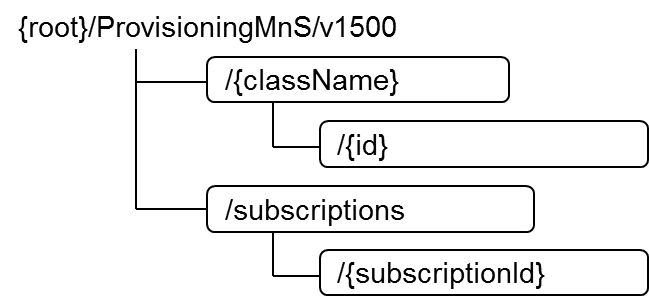 {root}/ProvisioningMnS/v1500
/{className}
/{id}
/subscriptions
/{subscriptionId}